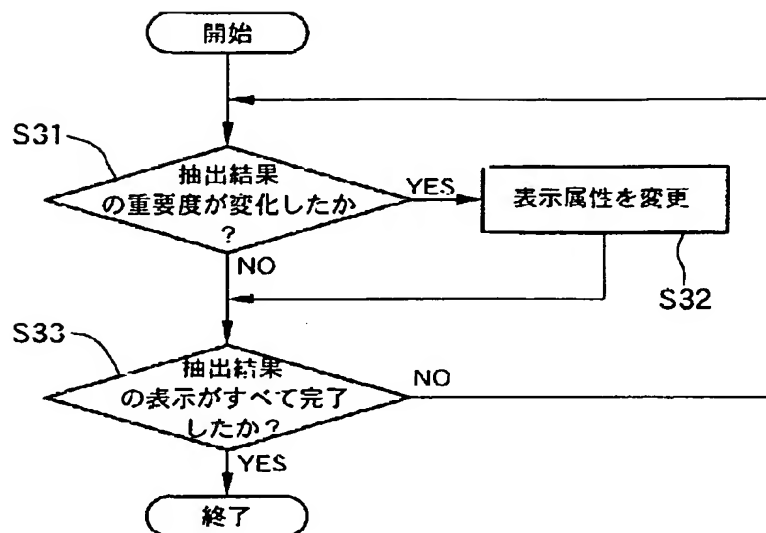 開始
S31
抽出結果
の重要度が変化したか
?
YES
表示属性を変更
NO
S32
S33
抽出結果
の表示がすべて完了
したか?
NO
YES
終了